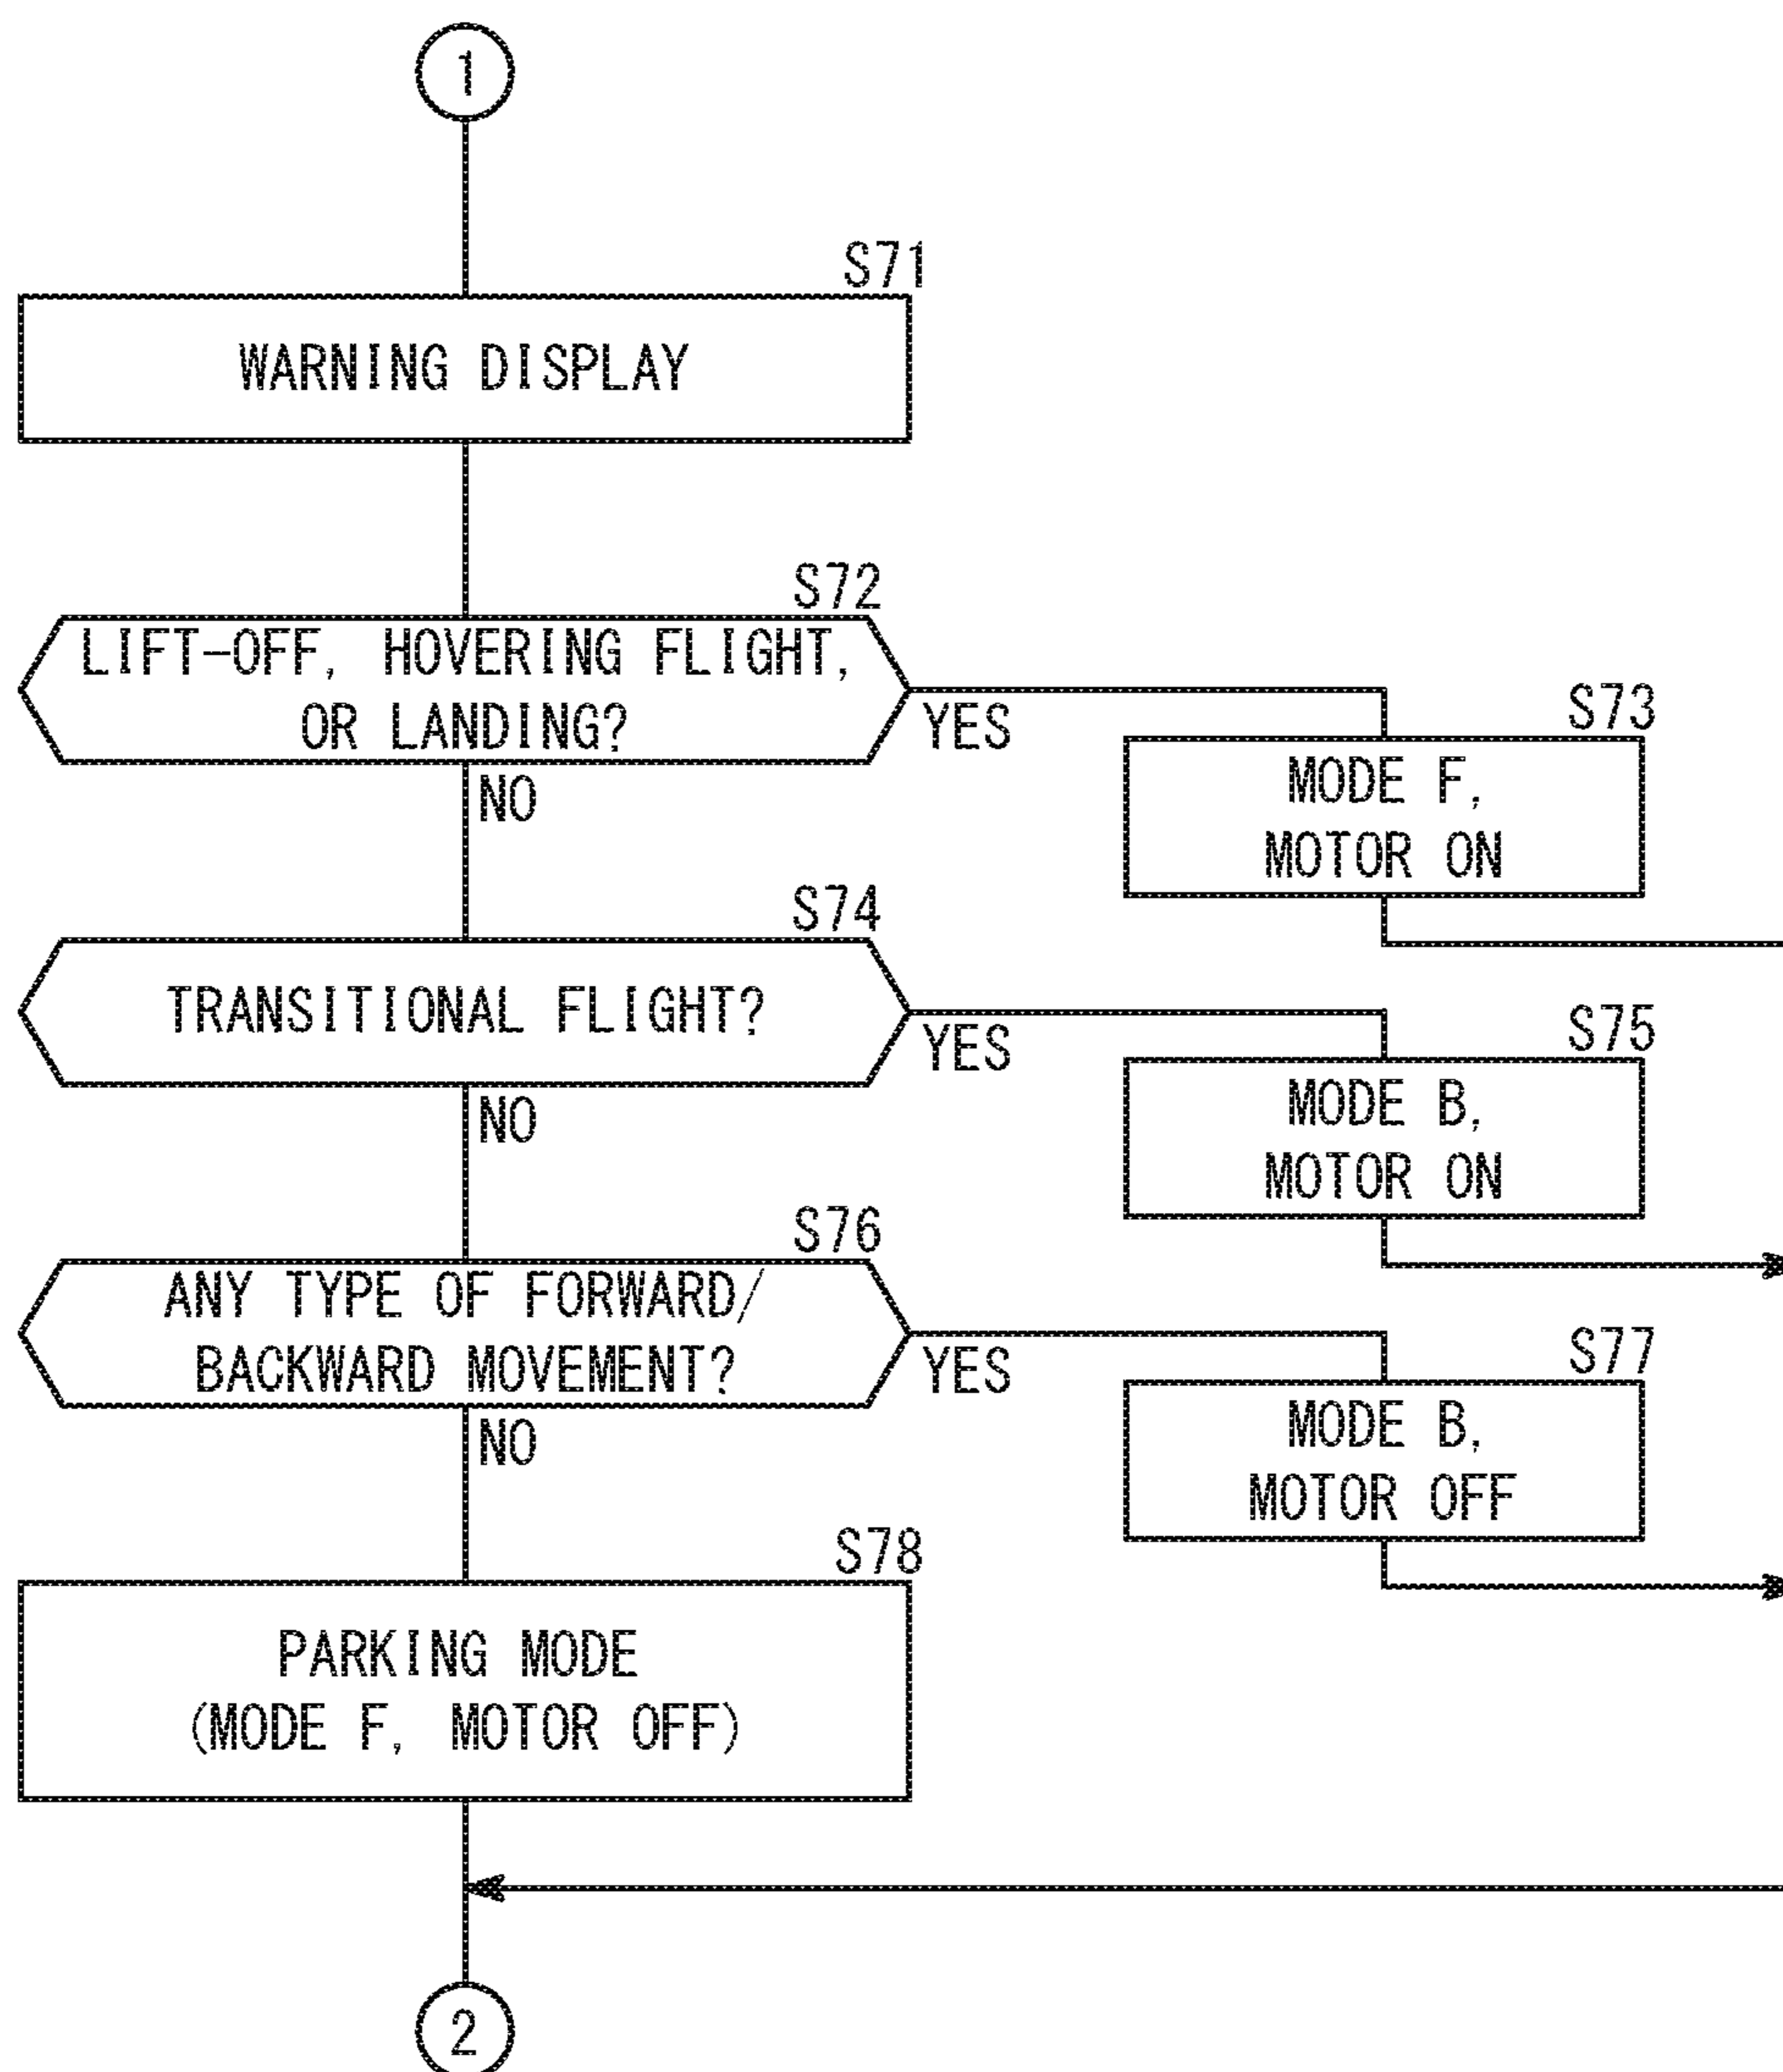 1
S71
WARNING DISPLAY
S72
LIFT-OFF, HOVERING FLIGHT,
OR LANDING?
YES
NO
S73
MODE F,
MOTOR ON
S74
TRANSITIONAL FLIGHT?
YES
NO
S75
MODE B,
MOTOR ON
S76
ANY TYPE OF FORWARD/
BACKWARD MOVEMENT?
YES
NO
S77
MODE B,
MOTOR OFF
S78
PARKING MODE
(MODE F, MOTOR OFF)
2